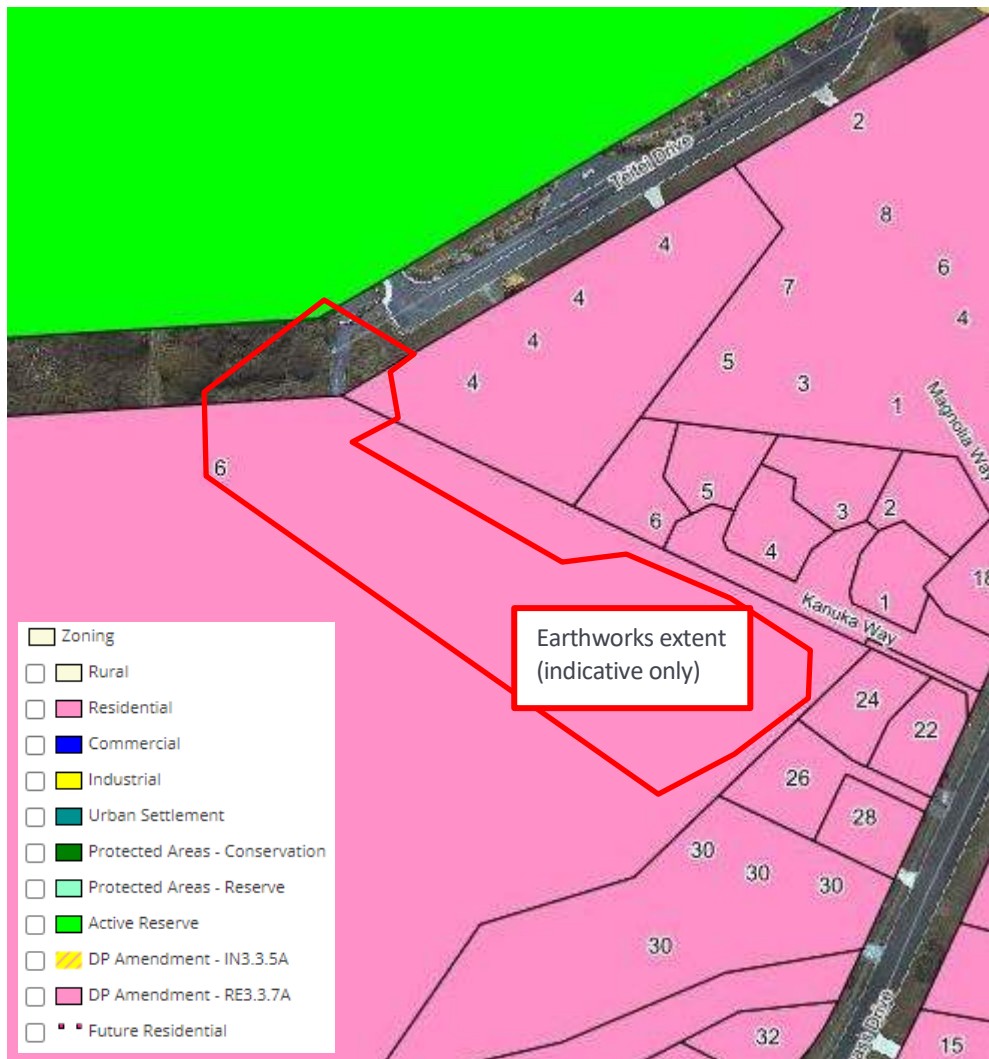 Teitei Drive
2
8
4
6
7
4
4
4
5
4
3
1
Magnolia Way
6
5
3
2
6
4
18
1
Kanuka Way
Earthworks extent
(indicative only)
24
22
26
28
30
30
30
30
32
15
Drive
Zoning
Rural
Residential
Commercial
Industrial
Urban Settlement
Protected Areas - Conservation
Protected Areas - Reserve
Active Reserve
DP Amendment - IN3.3.5A
DP Amendment - RE3.3.7A
Future Residential